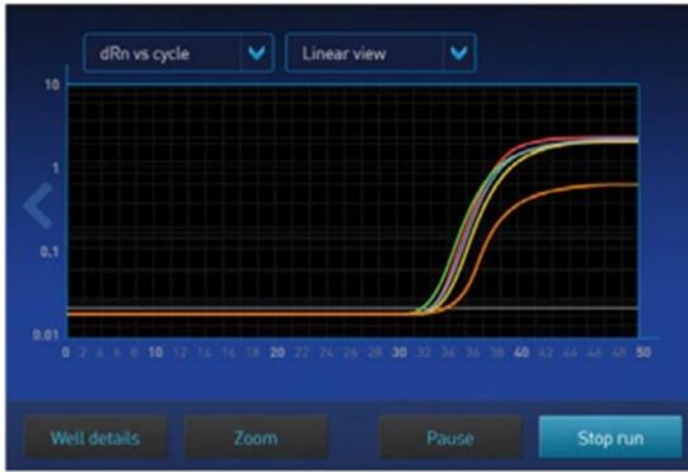 dRn vs cycle Linear view
10
1
0.1
0.01
0 2 4 6 8 10 12 14 16 18 20 22 24 26 28 30 32 34 36 38 40 42 44 46 48 50
Well details Zoom Pause Stop run